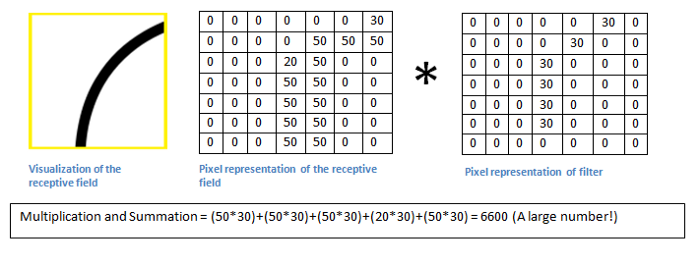 0 0 0 0 0 0 30
0 0 0 0 50 50 50
0 0 0 20 50 0 0
0 0 0 50 50 0 0
0 0 0 50 50 0 0
0 0 0 50 50 0 0
0 0 0 50 50 0 0
*
0 0 0 0 0 30 0
0 0 0 0 30 0 0
0 0 0 30 0 0 0
0 0 0 30 0 0 0
0 0 0 30 0 0 0
0 0 0 30 0 0 0
0 0 0 0 0 0 0
Visualization of the
receptive field
Pixel representation of the receptive
field
Pixel representation of filter
Multiplication and Summation = (50*30)+(50*30)+(50*30)+(20*30)+(50*30) = 6600 (A large number!)